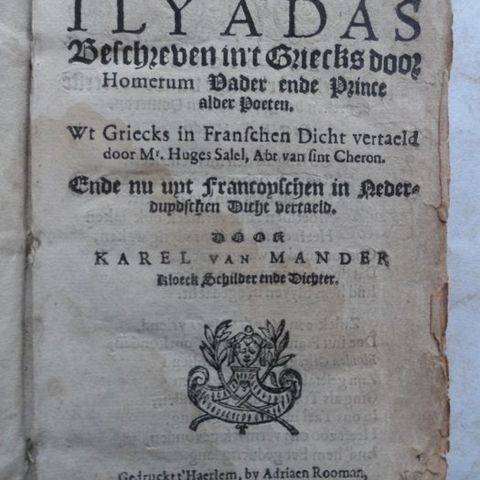 ILYADAS
Beschreven in't Griecks door
Homerum Vader ende Prince
alder Poeten.
Wt Griecks in Franschen Dicht vertaeld
door Mr. Huges Salel, Abt van sint Cheron.
Ende nu uyt Francoyschen in Neder-
duydschen Dicht vertaeld.
DOOR
KAREL VAN MANDER
Kloeck Schilder ende Dichter.
Gedruckt t'Haerlem, by Adriaen Rooman,